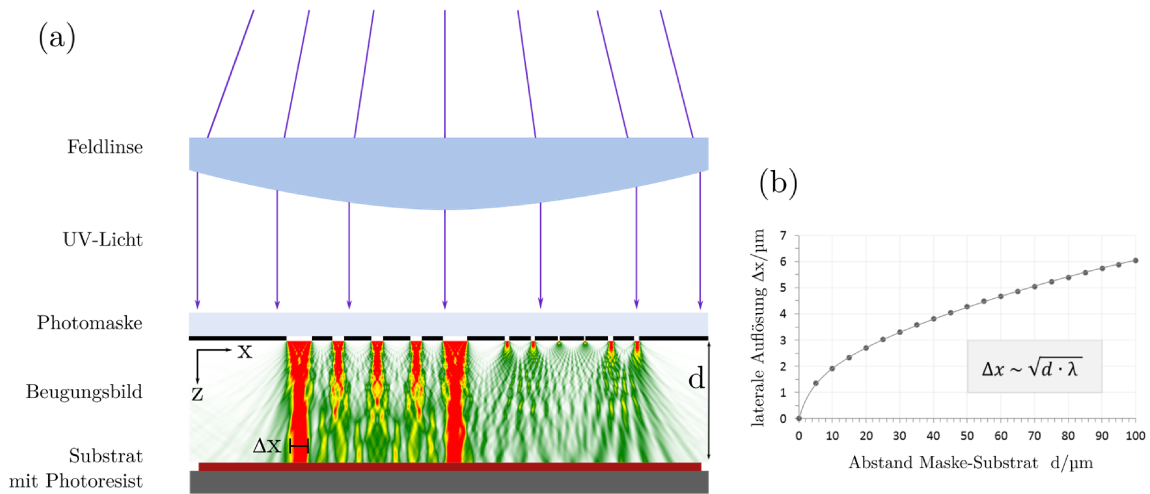 (a)
Feldlinse
UV-Licht
Photomaske
x
z
Beugungsbild
d
Δx
Substrat
mit Photoresist
(b)
laterale Auflösung Δx/µm
7
6
5
4
3
2
1
0
Δx ~ √d · λ
0 10 20 30 40 50 60 70 80 90 100
Abstand Maske-Substrat d/µm